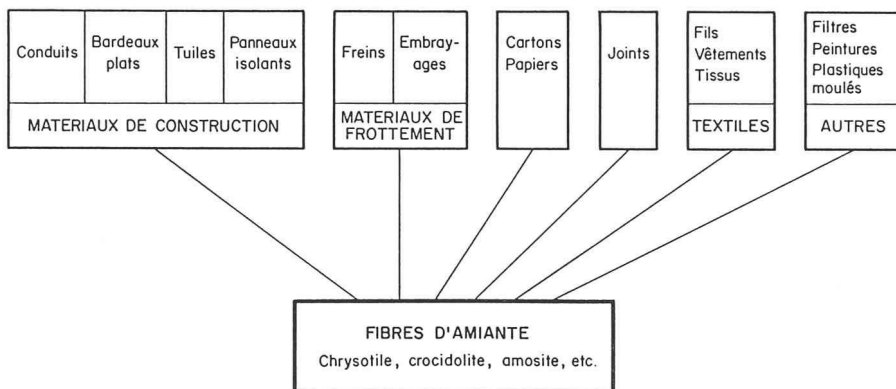 Conduits
Bardeaux
plats
Tuiles
Panneaux
isolants
MATERIAUX DE CONSTRUCTION
Freins
Embray-
ages
MATERIAUX DE
FROTTEMENT
Cartons
Papiers
Joints
Fils
Vêtements
Tissus
TEXTILES
Filtres
Peintures
Plastiques
moulés
AUTRES
FIBRES D'AMIANTE
Chrysotile, crocidolite, amosite, etc.